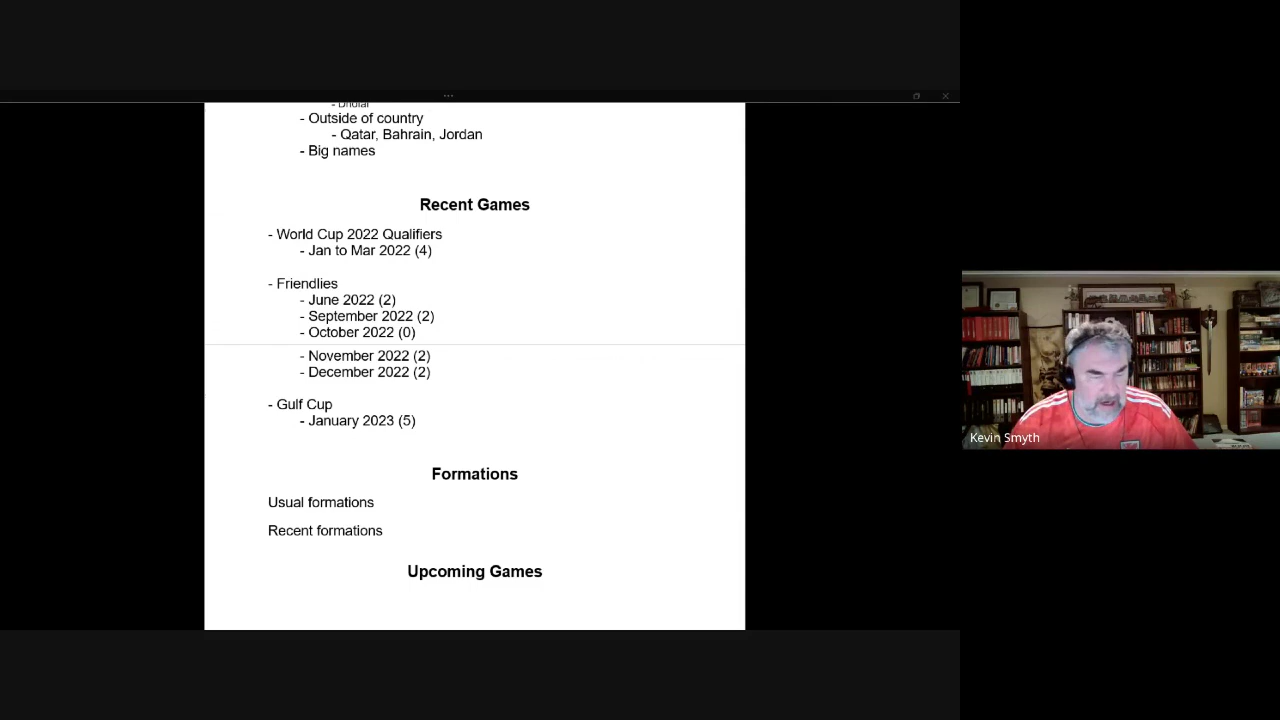 - Outside of country
- Qatar, Bahrain, Jordan
- Big names
Recent Games
- World Cup 2022 Qualifiers
- Jan to Mar 2022 (4)
- Friendlies
- June 2022 (2)
- September 2022 (2)
- October 2022 (0)
- November 2022 (2)
- December 2022 (2)
- Gulf Cup
- January 2023 (5)
Formations
Usual formations
Recent formations
Upcoming Games
Kevin Smyth